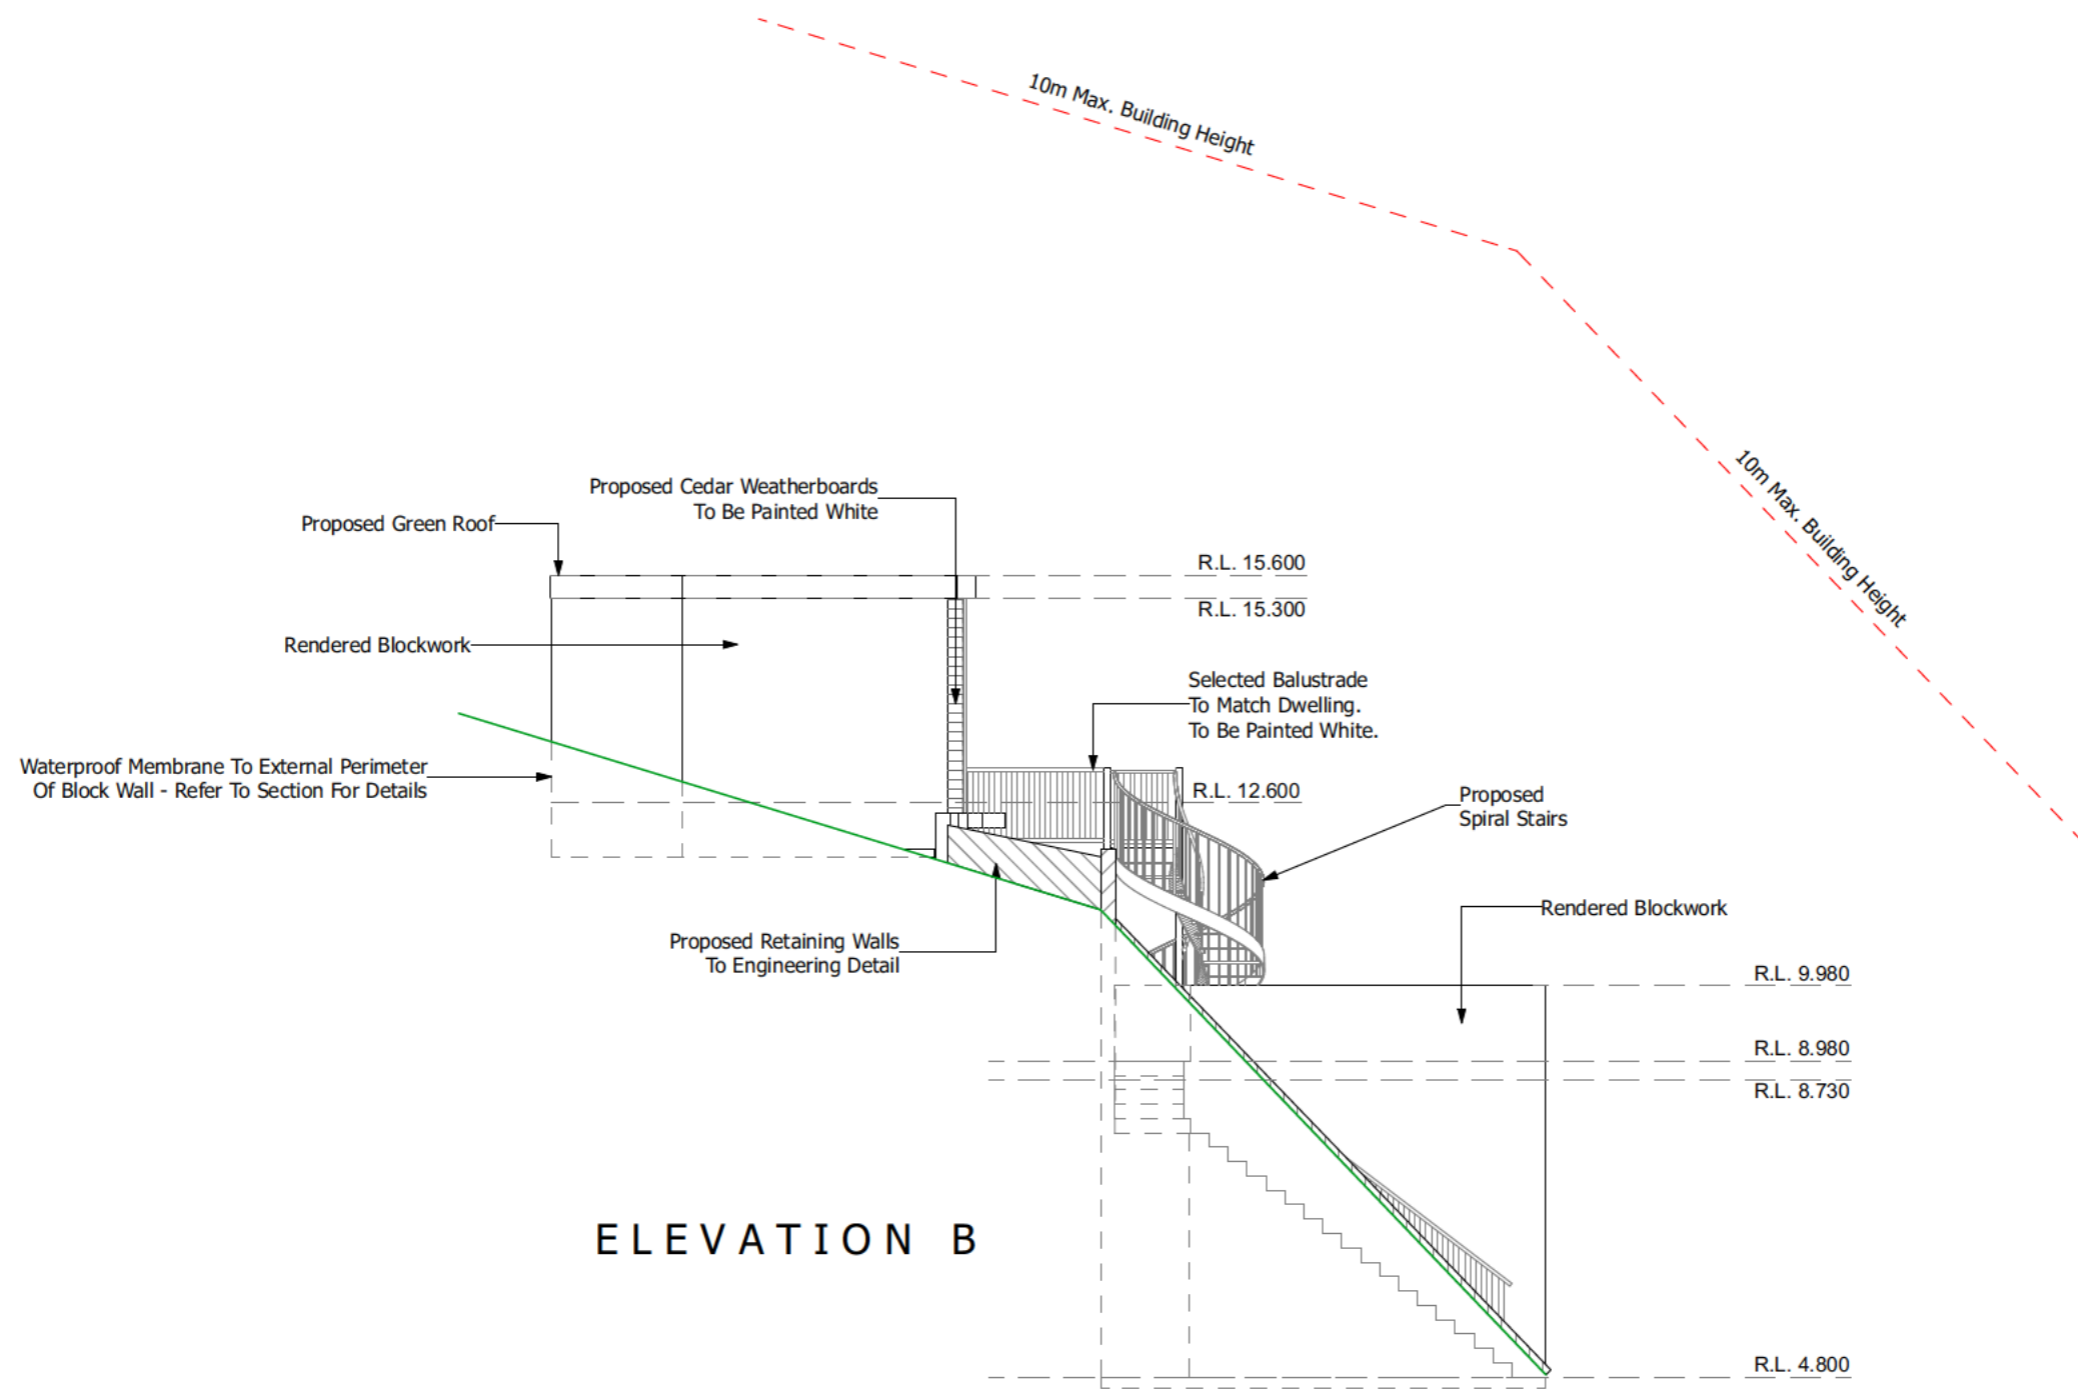 10m Max. Building Height
10m Max. Building Height
Proposed Cedar Weatherboards
To Be Painted White
Proposed Green Roof
R.L. 15.600
R.L. 15.300
Rendered Blockwork
Selected Balustrade
To Match Dwelling.
To Be Painted White.
Waterproof Membrane To External Perimeter
Of Block Wall - Refer To Section For Details
R.L. 12.600
Proposed
Spiral Stairs
Rendered Blockwork
Proposed Retaining Walls
To Engineering Detail
R.L. 9.980
R.L. 8.980
R.L. 8.730
ELEVATION B
R.L. 4.800